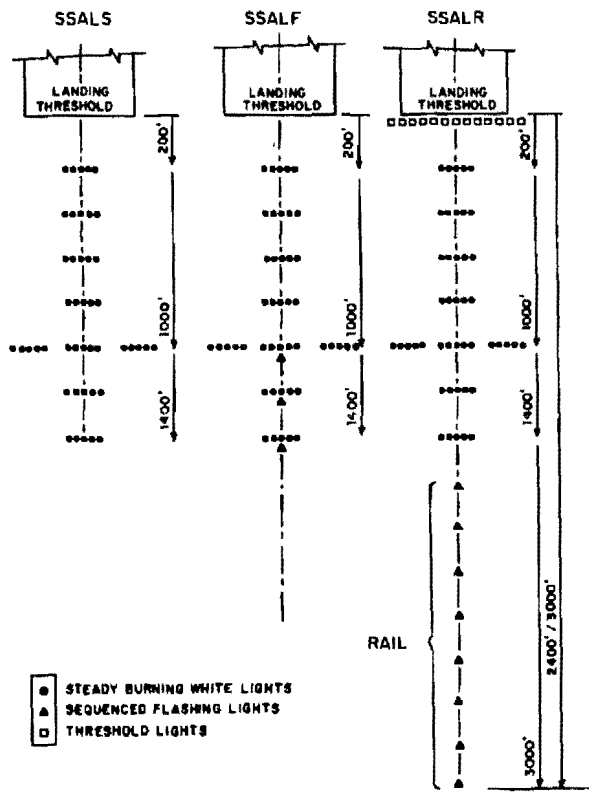 SSALS
SSALF
SSALR
LANDING
THRESHOLD
LANDING
THRESHOLD
LANDING
THRESHOLD
200'
200'
200'
1000'
1000'
1000'
1400'
1400'
1400'
RAIL
2400' / 3000'
3000'
STEADY BURNING WHITE LIGHTS
SEQUENCED FLASHING LIGHTS
THRESHOLD LIGHTS